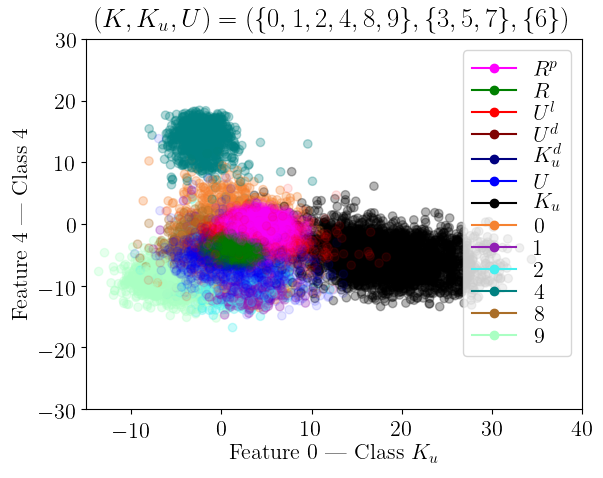 (K, K_u, U) = ({0, 1, 2, 4, 8, 9}, {3, 5, 7}, {6})
30
20
10
0
−10
−20
−30
Feature 4 — Class 4
R^p
R
U^l
U^d
K_u^d
U
K_u
0
1
2
4
8
9
−10
0
10
20
30
40
Feature 0 — Class K_u